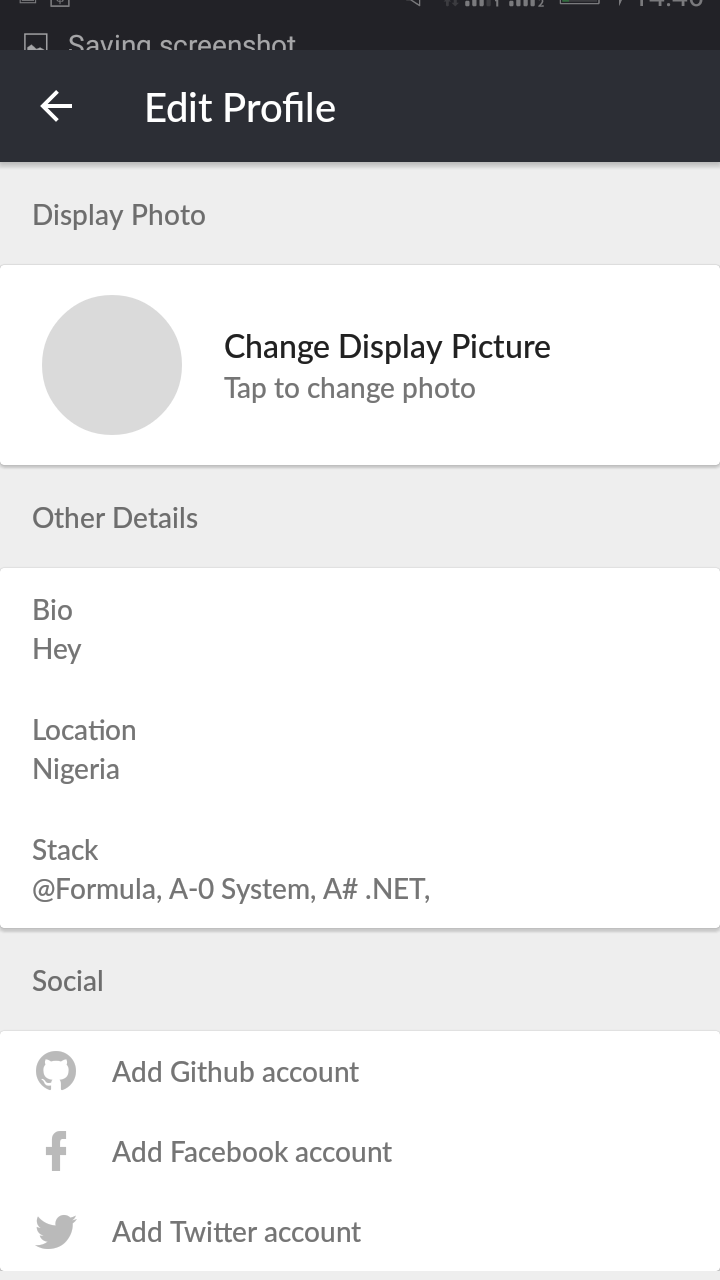 Saving screenshot
Edit Profile
Display Photo
Change Display Picture
Tap to change photo
Other Details
Bio
Hey
Location
Nigeria
Stack
@Formula, A-0 System, A# .NET,
Social
Add Github account
Add Facebook account
Add Twitter account